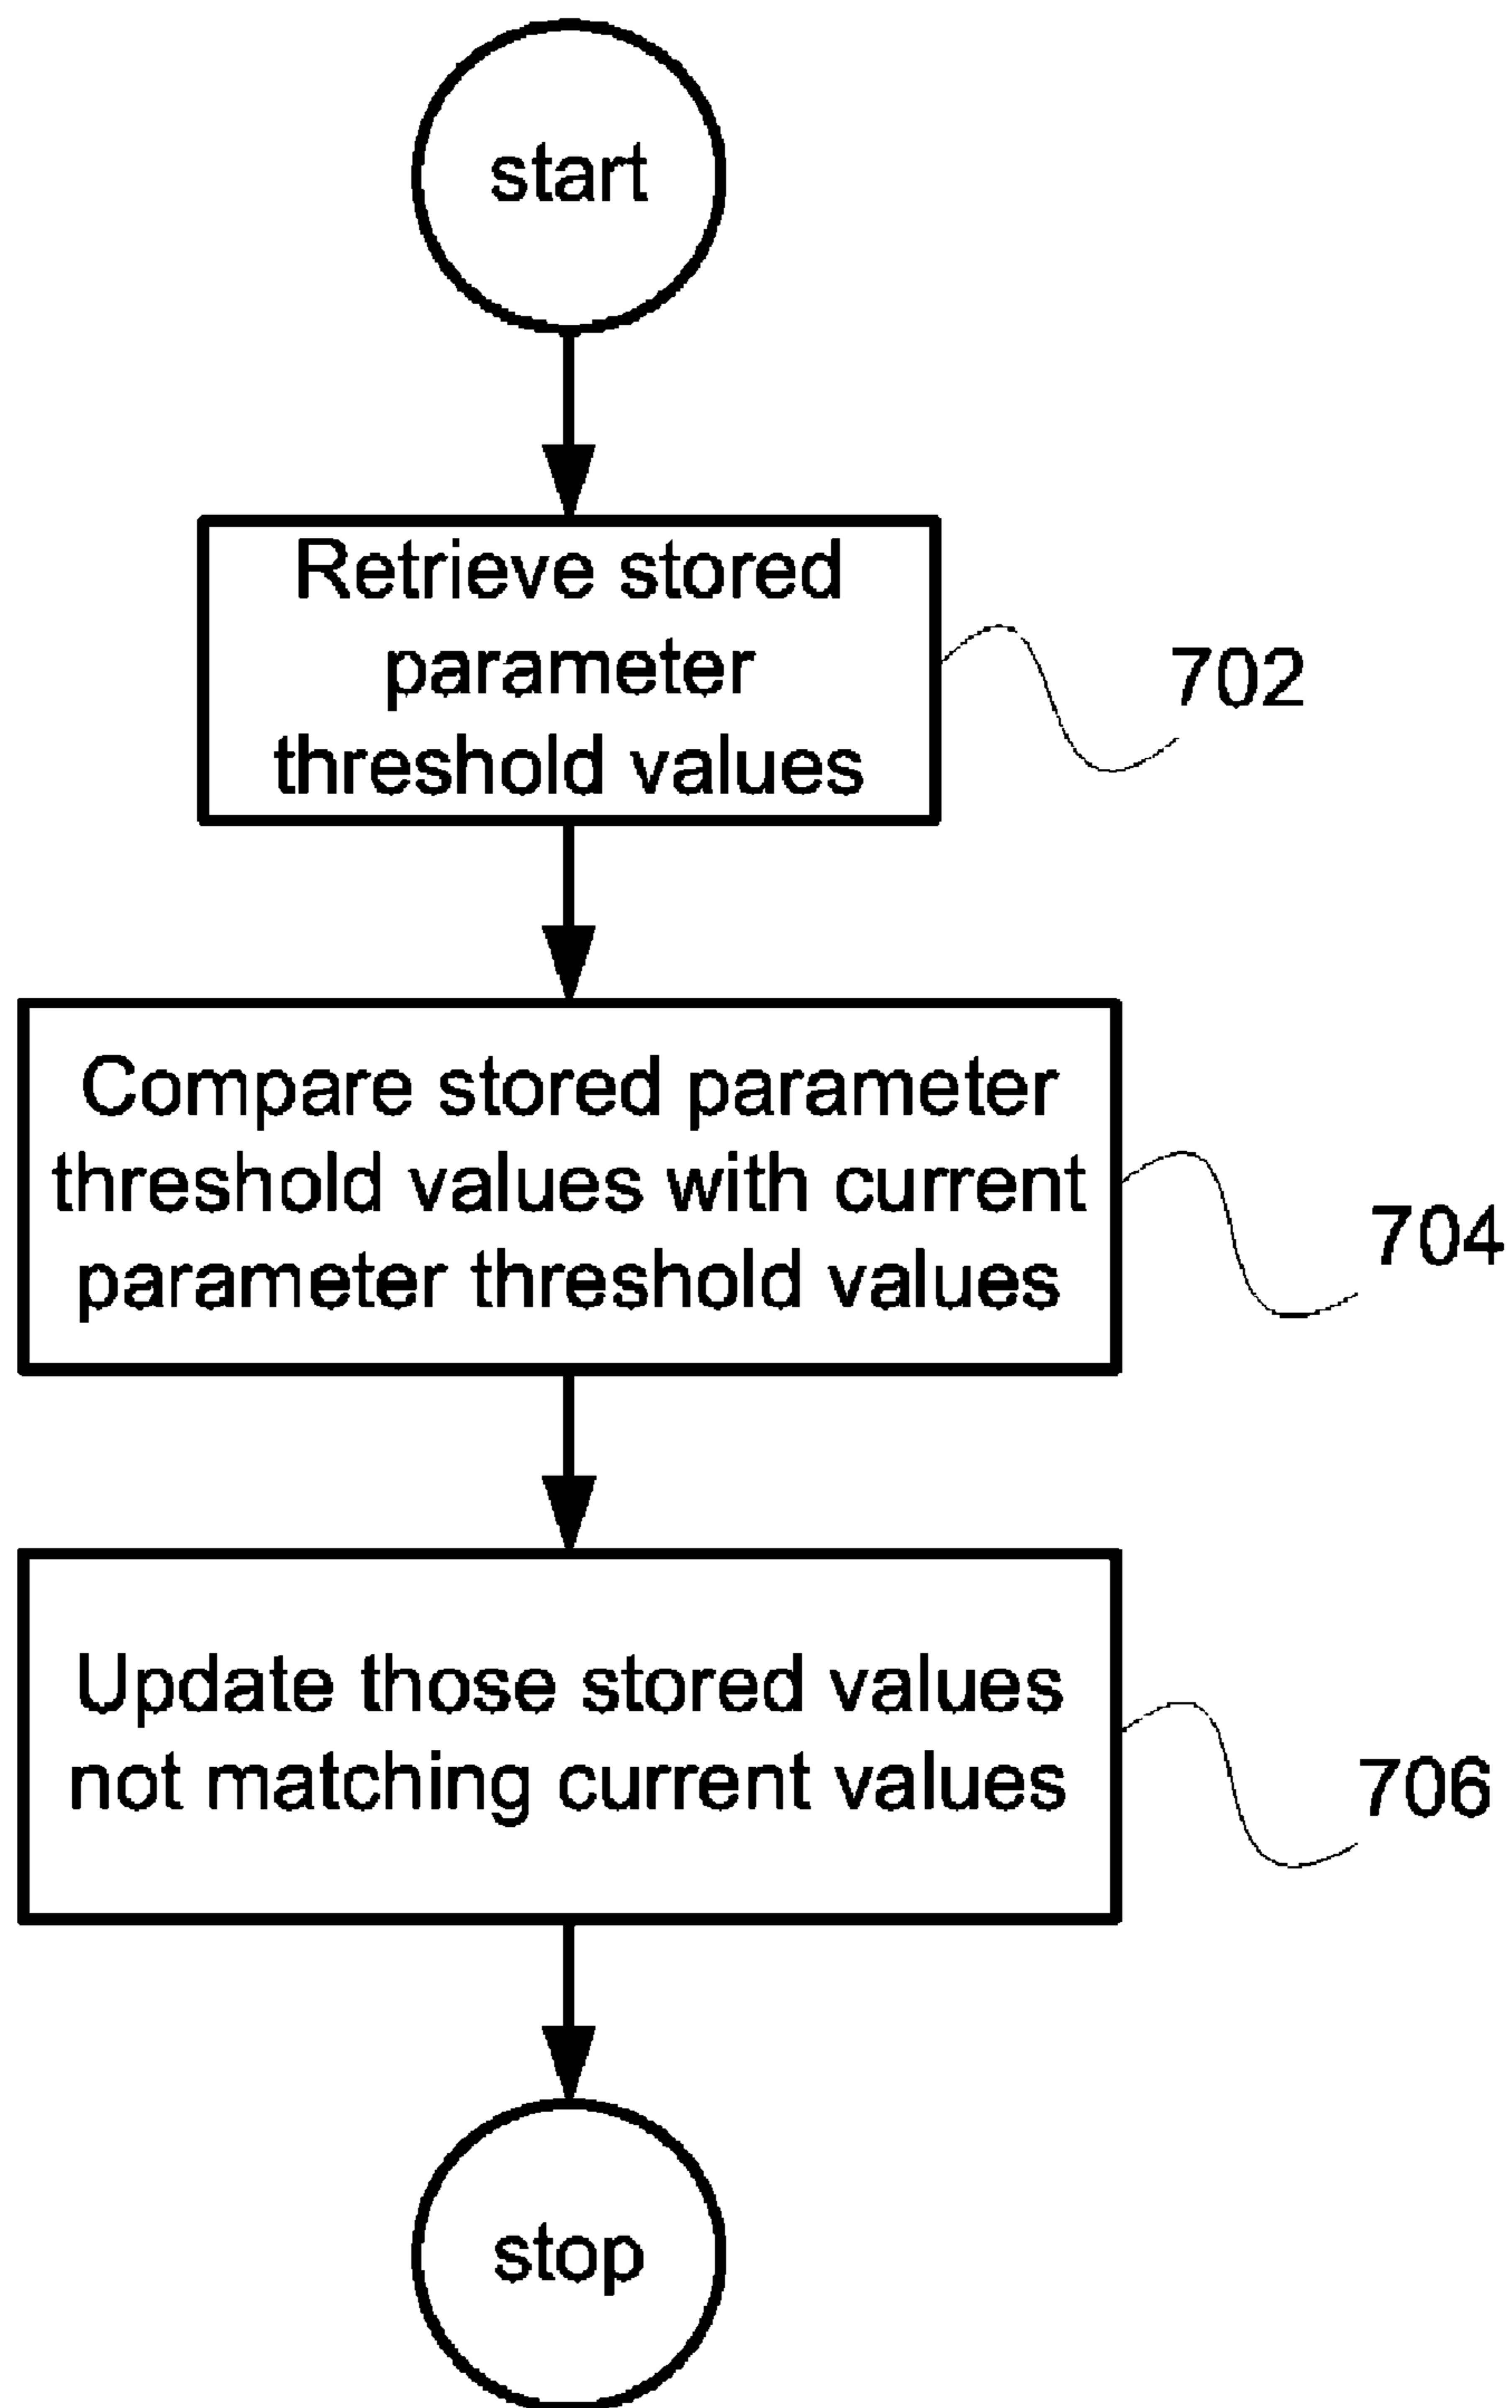 start
Retrieve stored
parameter
threshold values
702
Compare stored parameter
threshold values with current
parameter threshold values
704
Update those stored values
not matching current values
706
stop